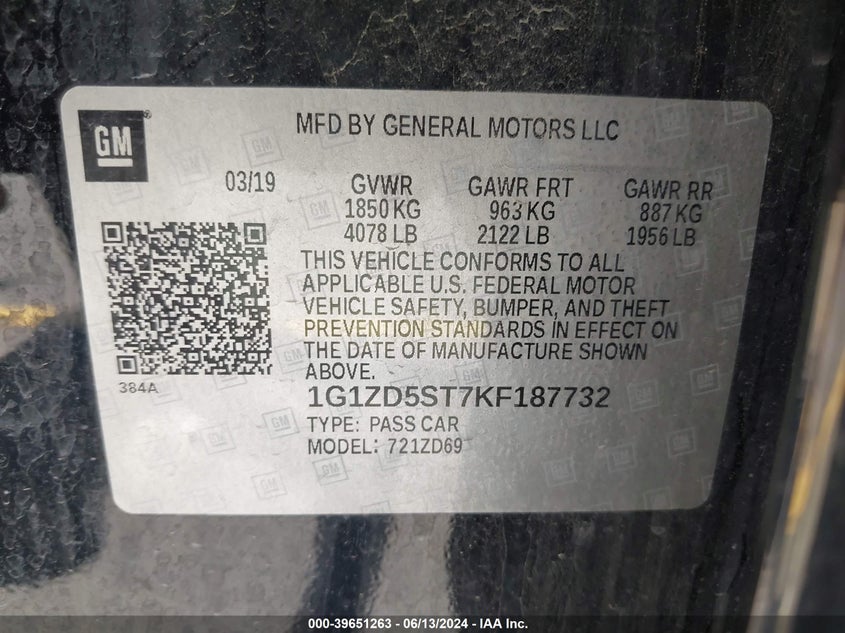 GM
MFD BY GENERAL MOTORS LLC
03/19 GVWR GAWR FRT GAWR RR
1850 KG 963 KG 887 KG
4078 LB 2122 LB 1956 LB
THIS VEHICLE CONFORMS TO ALL
APPLICABLE U.S. FEDERAL MOTOR
VEHICLE SAFETY, BUMPER, AND THEFT
PREVENTION STANDARDS IN EFFECT ON
THE DATE OF MANUFACTURE SHOWN
ABOVE.
384A
1G1ZD5ST7KF187732
TYPE: PASS CAR
MODEL: 721ZD69
000-39651263 - 06/13/2024 - IAA Inc.